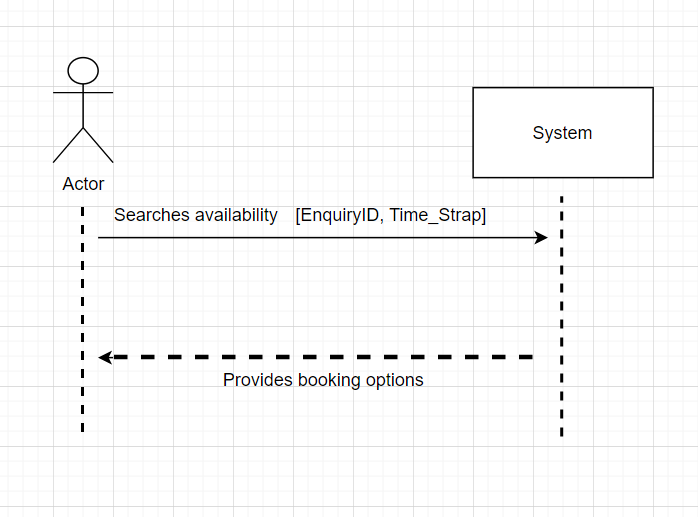 System
Actor
Searches availability [EnquiryID, Time_Strap]
Provides booking options